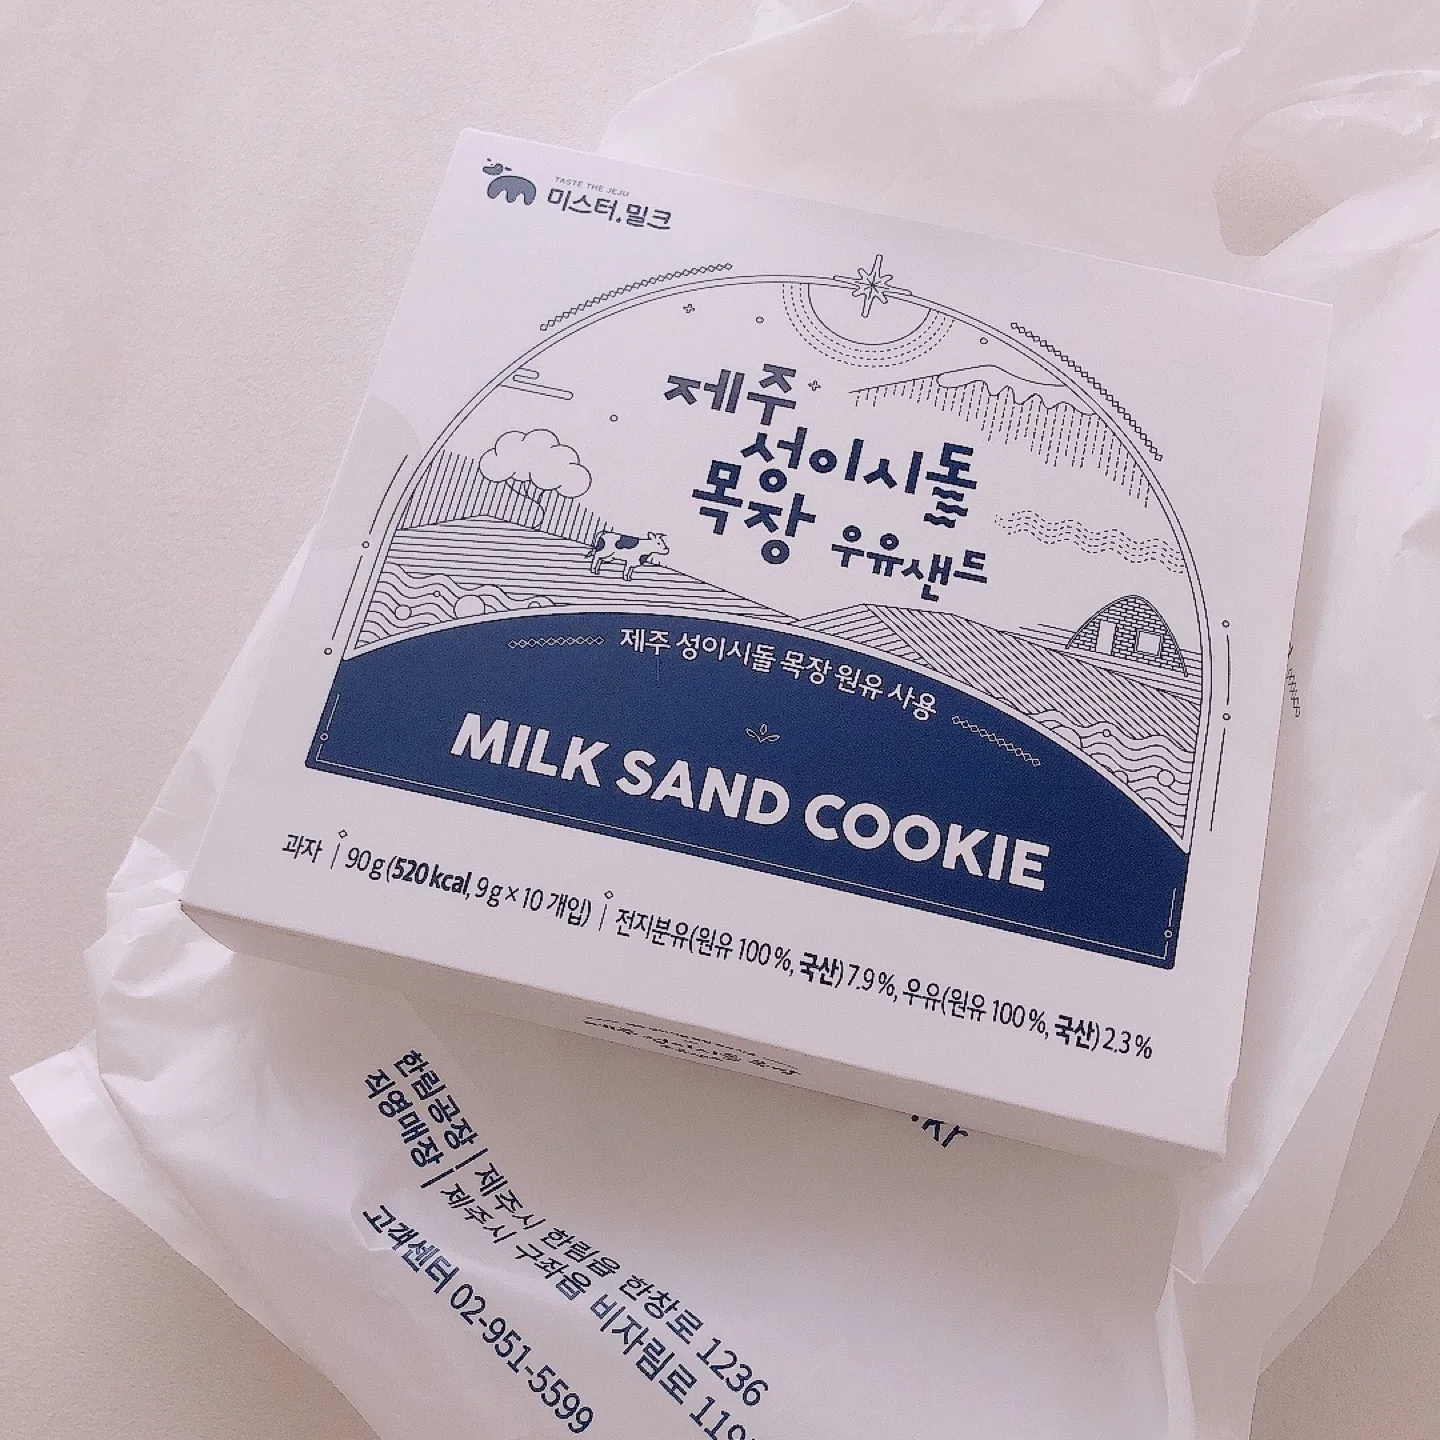 TASTE THE JEJU
미스터.밀크
제주
성이시돌
목장 우유샌드
제주 성이시돌 목장 원유 사용
MILK SAND COOKIE
과자 | 90g(520 kcal, 9g×10개입) | 전지분유(원유 100%, 국산) 7.9%, 우유(원유 100%, 국산) 2.3%
.kr
한림공장 | 제주시 한림읍 한창로 1236
직영매장 | 제주시 구좌읍 비자림로
고객센터 02-951-5599